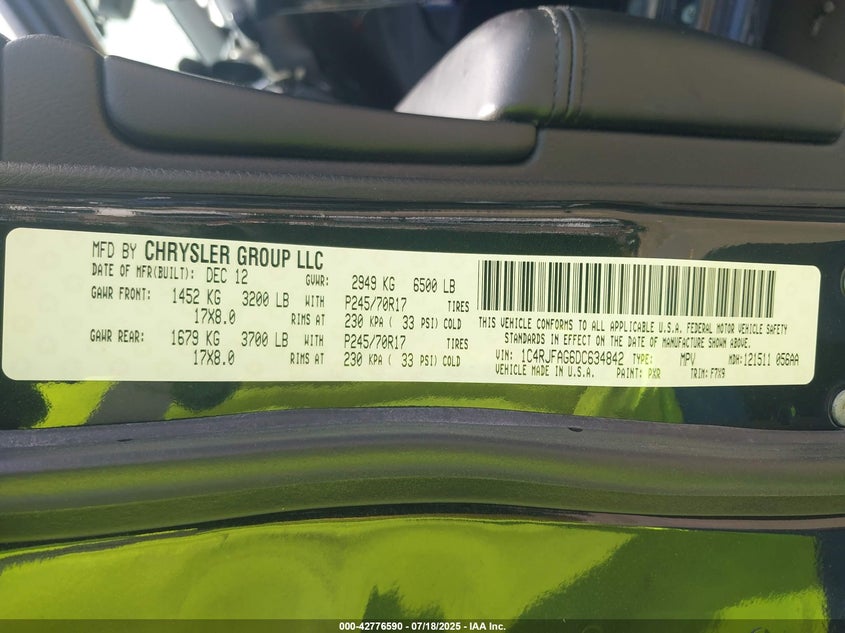 MFD BY CHRYSLER GROUP LLC
DATE OF MFR(BUILT): DEC 12 GVWR: 2949 KG 6500 LB
GAWR FRONT: 1452 KG 3200 LB WITH P245/70R17 TIRES
17X8.0 RIMS AT 230 KPA ( 33 PSI) COLD
GAWR REAR: 1679 KG 3700 LB WITH P245/70R17 TIRES
17X8.0 RIMS AT 230 KPA ( 33 PSI) COLD
THIS VEHICLE CONFORMS TO ALL APPLICABLE U.S.A. FEDERAL MOTOR VEHICLE SAFETY
STANDARDS IN EFFECT ON THE DATE OF MANUFACTURE SHOWN ABOVE.
VIN: 1C4RJFAG6DC634842 TYPE: MPV MDH: 121511 056AA
VEHICLE MADE IN U.S.A. PAINT: PXR TRIM: F7X9
000-42776590 — 07/18/2025 — IAA Inc.